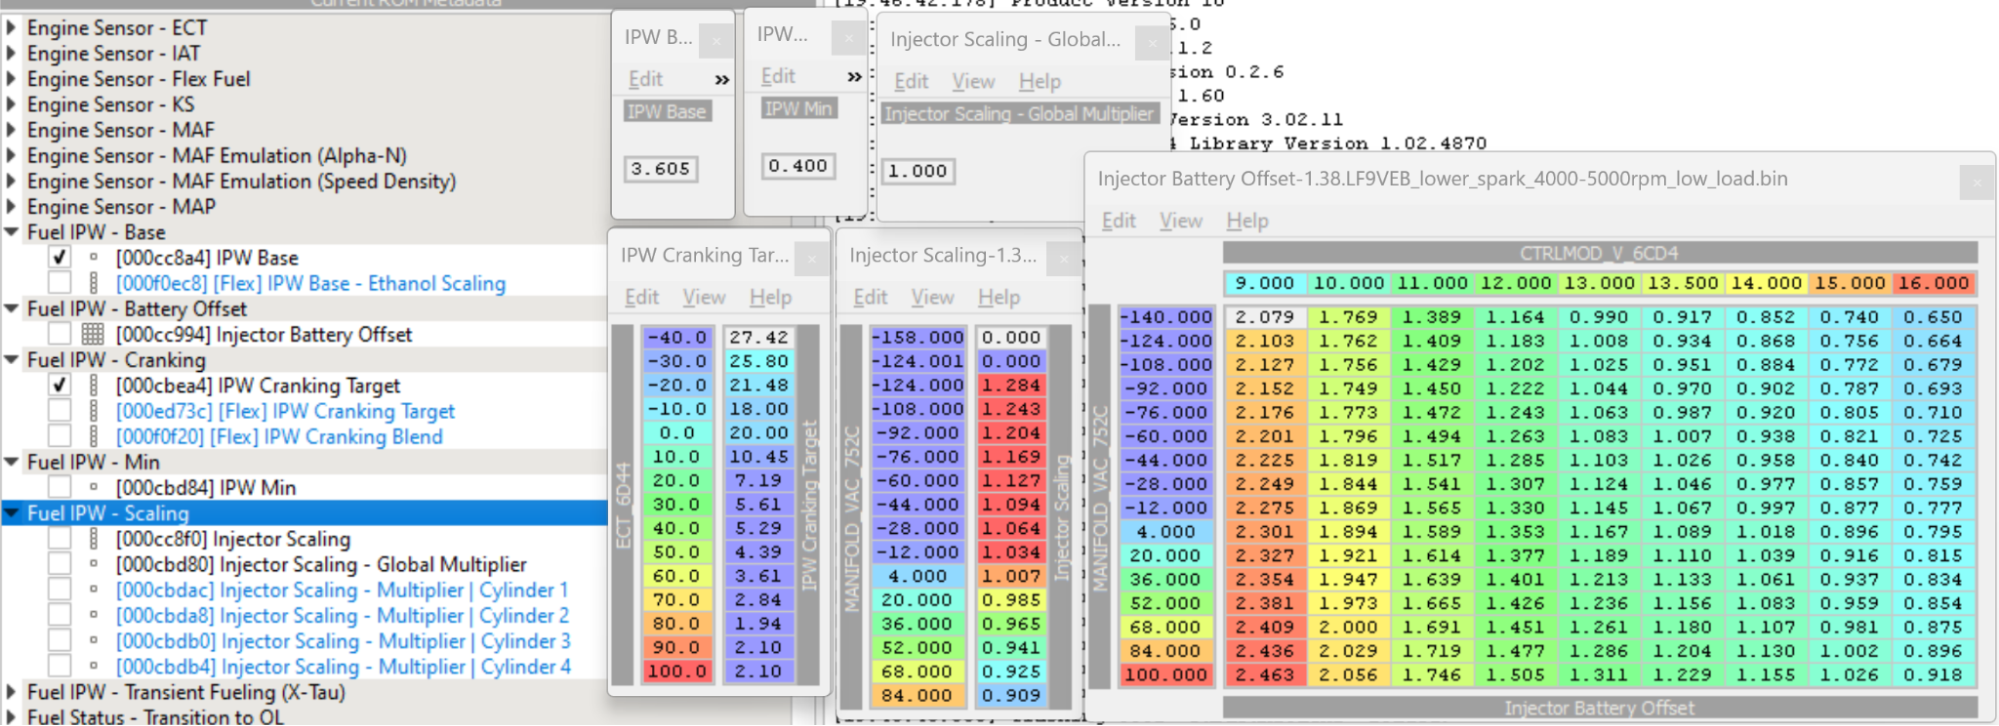 Current ROM Metadata
Engine Sensor - ECT
Engine Sensor - IAT
Engine Sensor - Flex Fuel
Engine Sensor - KS
Engine Sensor - MAF
Engine Sensor - MAF Emulation (Alpha-N)
Engine Sensor - MAF Emulation (Speed Density)
Engine Sensor - MAP
Fuel IPW - Base
[000cc8a4] IPW Base
[000f0ec8] [Flex] IPW Base - Ethanol Scaling
Fuel IPW - Battery Offset
[000cc994] Injector Battery Offset
Fuel IPW - Cranking
[000cbea4] IPW Cranking Target
[000ed73c] [Flex] IPW Cranking Target
[000f0f20] [Flex] IPW Cranking Blend
Fuel IPW - Min
[000cbd84] IPW Min
Fuel IPW - Scaling
[000cc8f0] Injector Scaling
[000cbd80] Injector Scaling - Global Multiplier
[000cbdac] Injector Scaling - Multiplier | Cylinder 1
[000cbda8] Injector Scaling - Multiplier | Cylinder 2
[000cbdb0] Injector Scaling - Multiplier | Cylinder 3
[000cbdb4] Injector Scaling - Multiplier | Cylinder 4
Fuel IPW - Transient Fueling (X-Tau)
Fuel Status - Transition to OL
[19:46:42.178] Product Version 10
5.0
1.2
sion 0.2.6
1.60
Version 3.02.11
4 Library Version 1.02.4870
IPW B...
Edit »
IPW Base
3.605
IPW...
Edit »
IPW Min
0.400
Injector Scaling - Global...
Edit View Help
Injector Scaling - Global Multiplier
1.000
IPW Cranking Tar...
Edit View Help
ECT_6D44
-40.0 27.42
-30.0 25.80
-20.0 21.48
-10.0 18.00
0.0 20.00
10.0 10.45
20.0 7.19
30.0 5.61
40.0 5.29
50.0 4.39
60.0 3.61
70.0 2.84
80.0 1.94
90.0 2.10
100.0 2.10
IPW Cranking Target
Injector Scaling-1.3...
Edit View Help
MANIFOLD_VAC_752C
-158.000 0.000
-124.001 0.000
-124.000 1.284
-108.000 1.243
-92.000 1.204
-76.000 1.169
-60.000 1.127
-44.000 1.094
-28.000 1.064
-12.000 1.034
4.000 1.007
20.000 0.985
36.000 0.965
52.000 0.941
68.000 0.925
84.000 0.909
Injector Scaling
Injector Battery Offset-1.38.LF9VEB_lower_spark_4000-5000rpm_low_load.bin
Edit View Help
CTRLMOD_V_6CD4
9.000 10.000 11.000 12.000 13.000 13.500 14.000 15.000 16.000
MANIFOLD_VAC_752C
-140.000 2.079 1.769 1.389 1.164 0.990 0.917 0.852 0.740 0.650
-124.000 2.103 1.762 1.409 1.183 1.008 0.934 0.868 0.756 0.664
-108.000 2.127 1.756 1.429 1.202 1.025 0.951 0.884 0.772 0.679
-92.000 2.152 1.749 1.450 1.222 1.044 0.970 0.902 0.787 0.693
-76.000 2.176 1.773 1.472 1.243 1.063 0.987 0.920 0.805 0.710
-60.000 2.201 1.796 1.494 1.263 1.083 1.007 0.938 0.821 0.725
-44.000 2.225 1.819 1.517 1.285 1.103 1.026 0.958 0.840 0.742
-28.000 2.249 1.844 1.541 1.307 1.124 1.046 0.977 0.857 0.759
-12.000 2.275 1.869 1.565 1.330 1.145 1.067 0.997 0.877 0.777
4.000 2.301 1.894 1.589 1.353 1.167 1.089 1.018 0.896 0.795
20.000 2.327 1.921 1.614 1.377 1.189 1.110 1.039 0.916 0.815
36.000 2.354 1.947 1.639 1.401 1.213 1.133 1.061 0.937 0.834
52.000 2.381 1.973 1.665 1.426 1.236 1.156 1.083 0.959 0.854
68.000 2.409 2.000 1.691 1.451 1.261 1.180 1.107 0.981 0.875
84.000 2.436 2.029 1.719 1.477 1.286 1.204 1.130 1.002 0.896
100.000 2.463 2.056 1.746 1.505 1.311 1.229 1.155 1.026 0.918
Injector Battery Offset